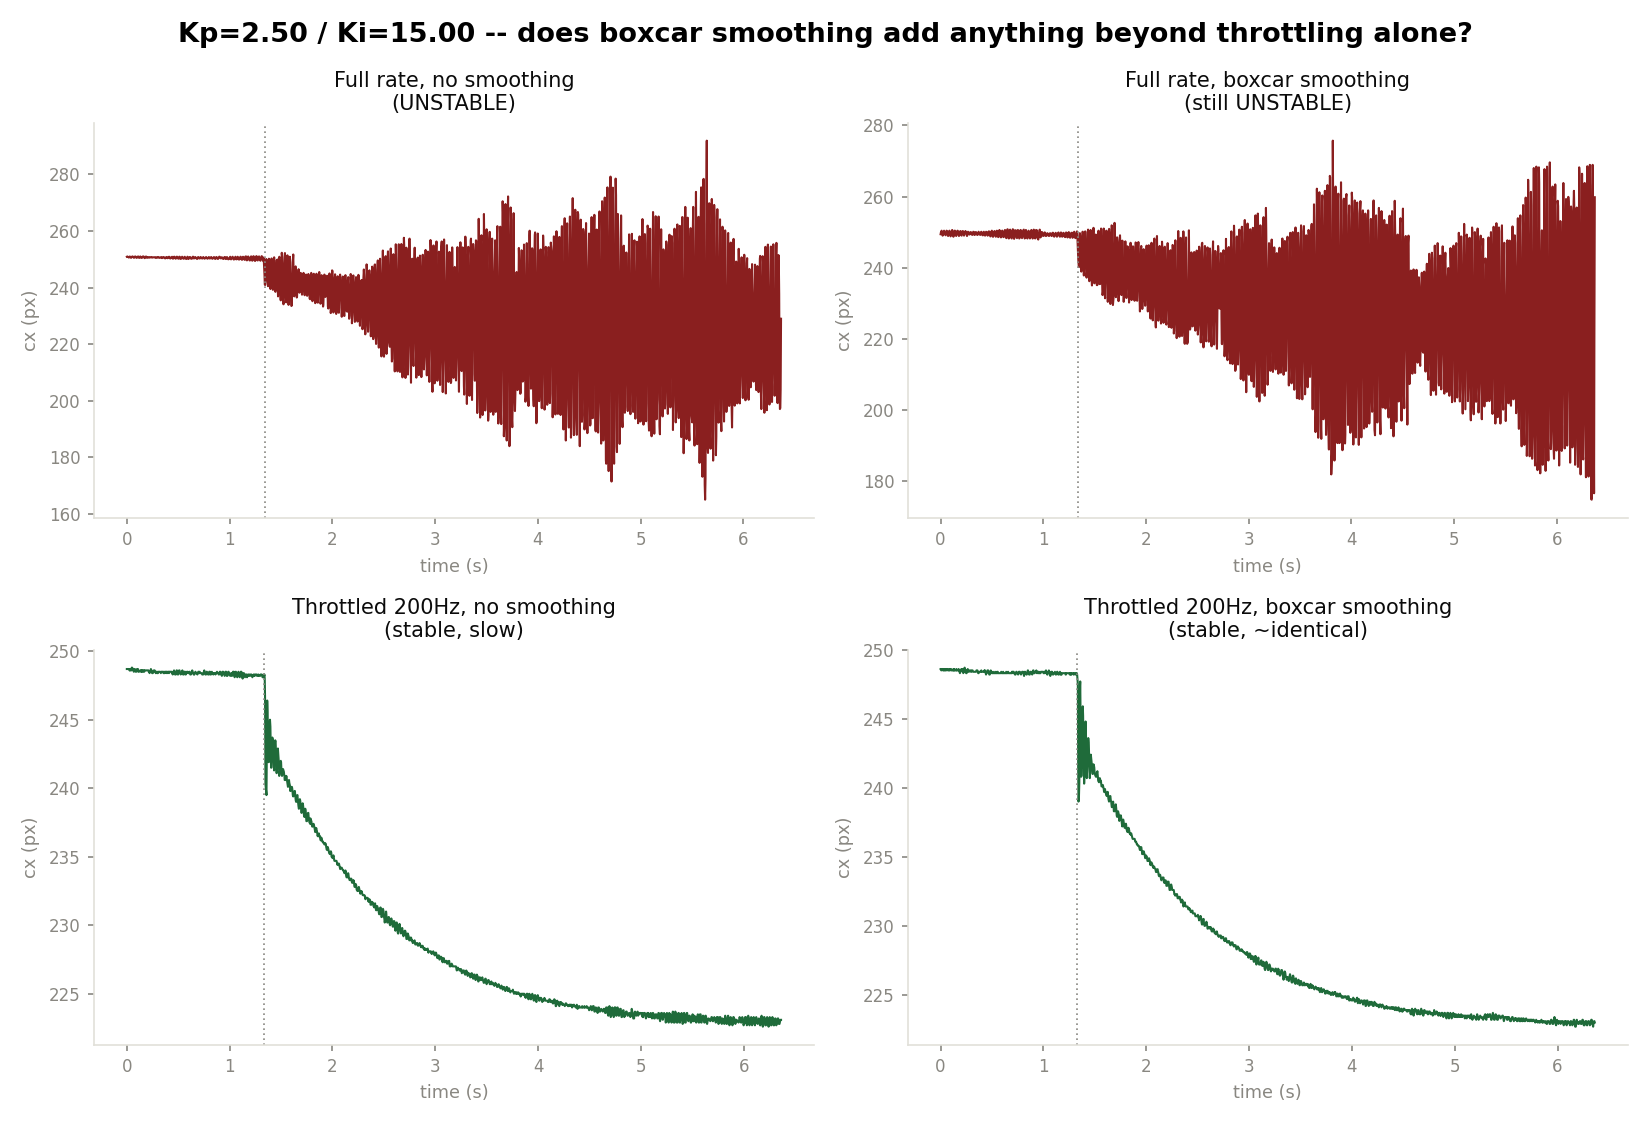 Kp=2.50 / Ki=15.00 -- does boxcar smoothing add anything beyond throttling alone?
Full rate, no smoothing
(UNSTABLE)
280
260
240
220
200
180
160
cx (px)
0 1 2 3 4 5 6
time (s)
Full rate, boxcar smoothing
(still UNSTABLE)
280
260
240
220
200
180
cx (px)
0 1 2 3 4 5 6
time (s)
Throttled 200Hz, no smoothing
(stable, slow)
250
245
240
235
230
225
cx (px)
0 1 2 3 4 5 6
time (s)
Throttled 200Hz, boxcar smoothing
(stable, ~identical)
250
245
240
235
230
225
cx (px)
0 1 2 3 4 5 6
time (s)